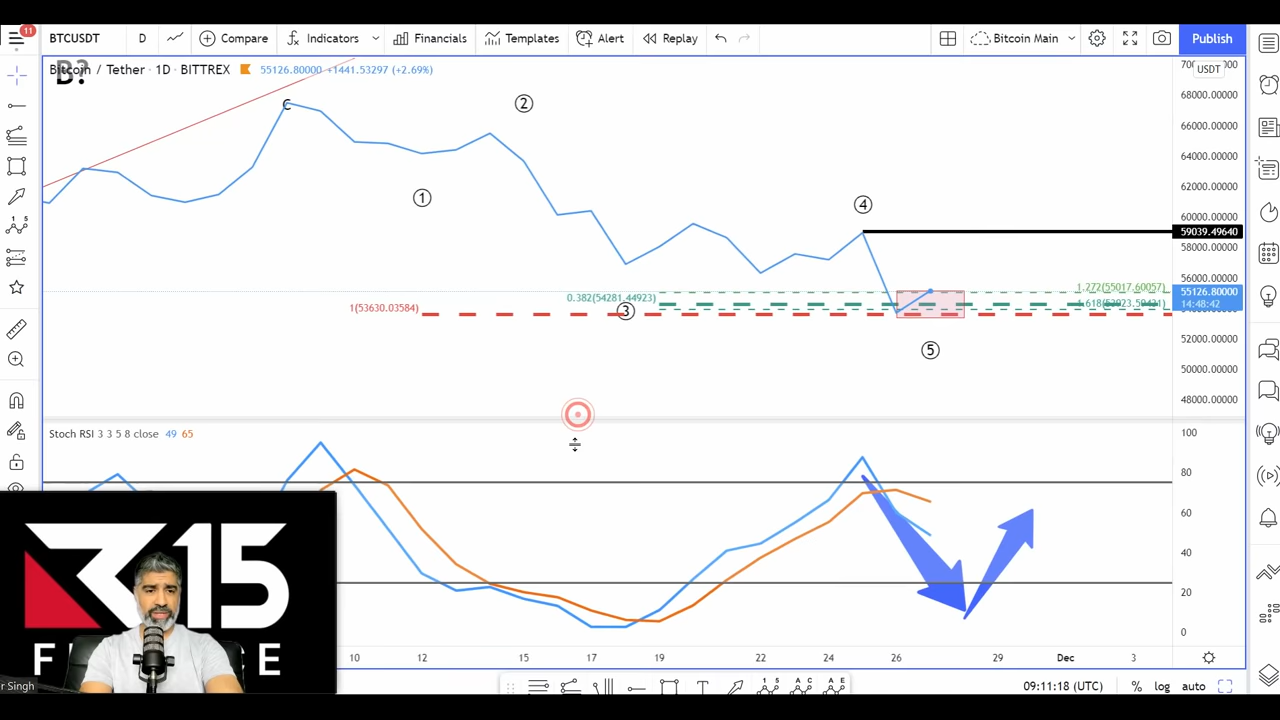 11
BTCUSDT
D
Compare
Indicators
Financials
Templates
Alert
Replay
Bitcoin Main
Publish
B?
Bitcoin / Tether · 1D · BITTREX 55126.80000 +1441.53297 (+2.69%)
USDT
68000.00000
66000.00000
64000.00000
62000.00000
60000.00000
59039.49640
58000.00000
56000.00000
55126.80000
14:48:42
52000.00000
50000.00000
48000.00000
C
2
1
4
1.272(55017.60057)
0.382(54281.44923)
1(53630.03584)
3
5
Stoch RSI 3 3 5 8 close 49 65
100
80
60
40
20
0
R15
F CE
r Singh
10 12 15 17 19 22 24 26 29 Dec 3
09:11:18 (UTC)
%
log
auto